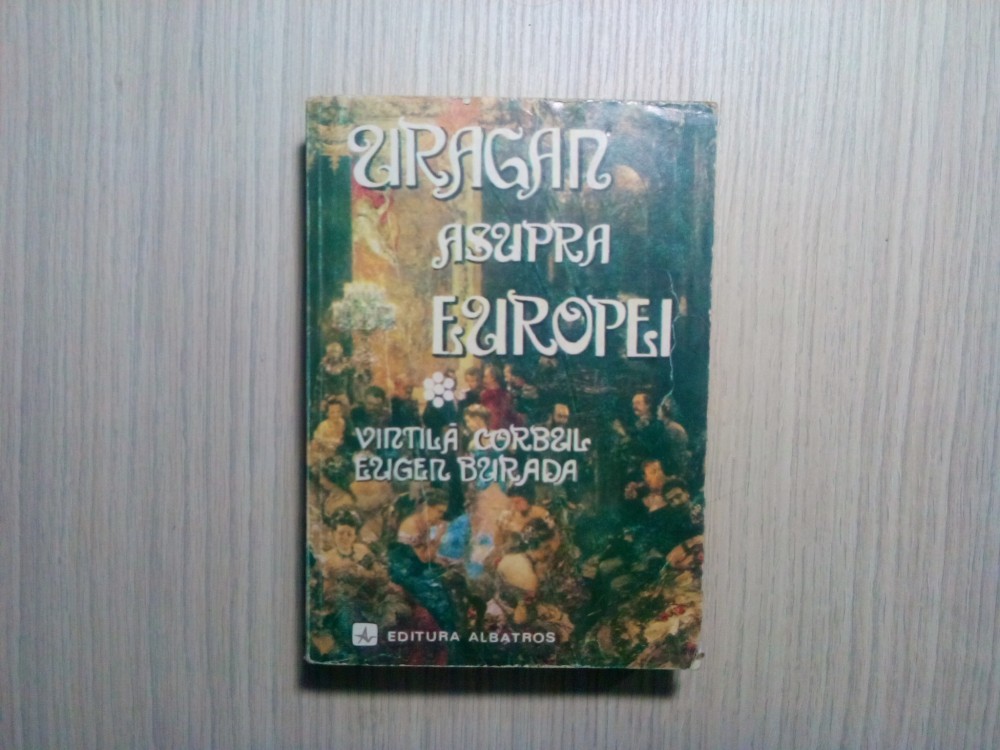 URAGAN
ASUPRA
EUROPEI
VINTILĂ CORBUL
EUGEN BURADA
EDITURA ALBATROS